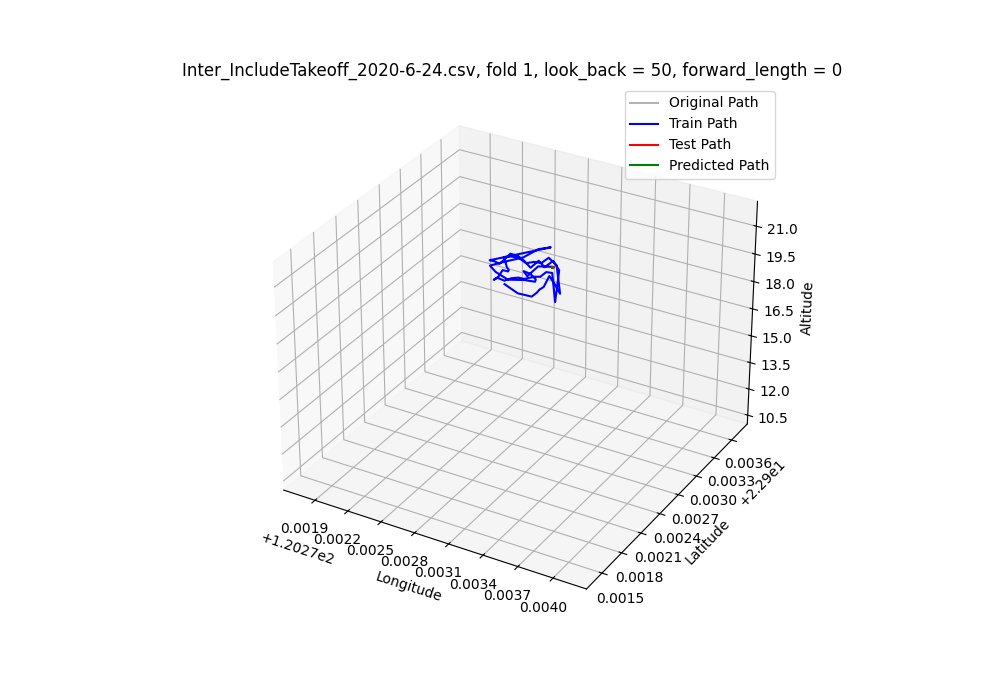 Inter_IncludeTakeoff_2020-6-24.csv, fold 1, look_back = 50, forward_length = 0
Original Path
Train Path
Test Path
Predicted Path
21.0
19.5
18.0
16.5
15.0
13.5
12.0
10.5
Altitude
0.0036
0.0033
0.0030
0.0027
0.0024
0.0021
0.0018
0.0015
+2.29e1
Latitude
0.0019
0.0022
0.0025
0.0028
0.0031
0.0034
0.0037
0.0040
+1.2027e2
Longitude